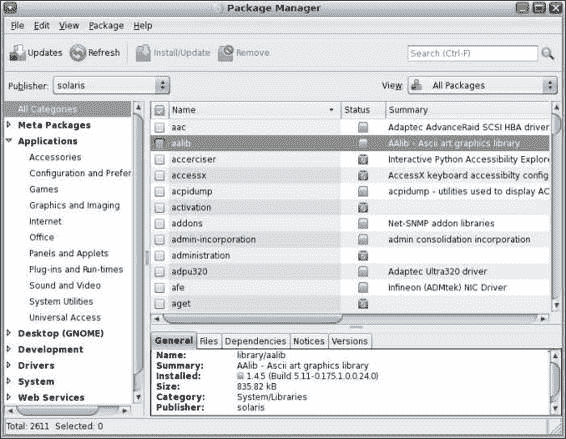 Package Manager
File Edit View Package Help
Updates Refresh Install/Update Remove Search (Ctrl-F)
Publisher: solaris View: All Packages
All Categories
Meta Packages
Applications
Accessories
Configuration and Prefer
Games
Graphics and Imaging
Internet
Office
Panels and Applets
Plug-ins and Run-times
Sound and Video
System Utilities
Universal Access
Desktop (GNOME)
Development
Drivers
System
Web Services
Name Status Summary
aac Adaptec AdvanceRaid SCSI HBA driver
aalib AAlib - Ascii art graphics library
accerciser Interactive Python Accessibility Explore
accessx AccessX keyboard accessibilty config
acpidump acpidump - utilities used to display AC
activation
addons Net-SNMP addon libraries
admin-incorporation admin consolidation incorporation
administration
adpu320 Adaptec Ultra320 driver
afe Infineon (ADMtek) NIC Driver
aget
General Files Dependencies Notices Versions
Name: library/aalib
Summary: AAlib - Ascii art graphics library
Installed: 1.4.5 (Build 5.11-0.175.1.0.0.24.0)
Size: 835.82 kB
Category: System/Libraries
Publisher: solaris
Total: 2611 Selected: 0